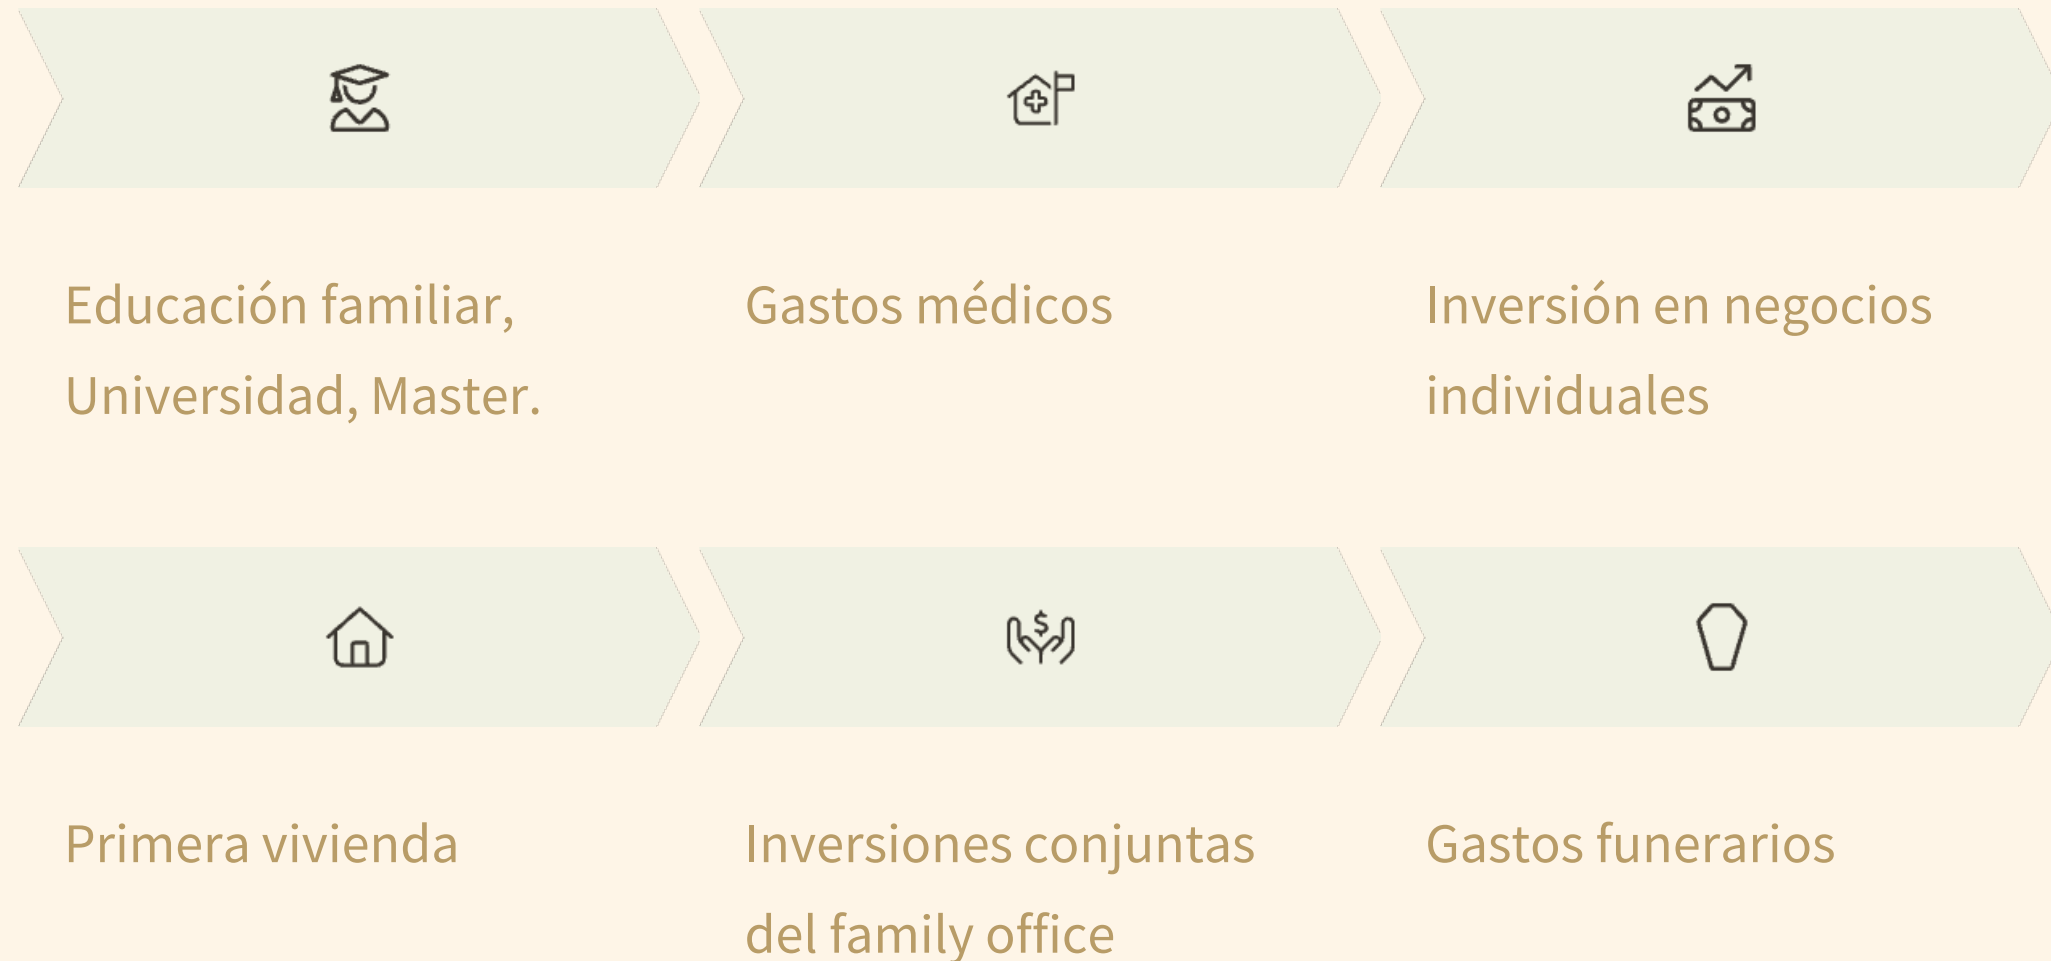 Educación familiar,
Universidad, Master.
Gastos médicos
Inversión en negocios
individuales
Primera vivienda
Inversiones conjuntas
del family office
Gastos funerarios